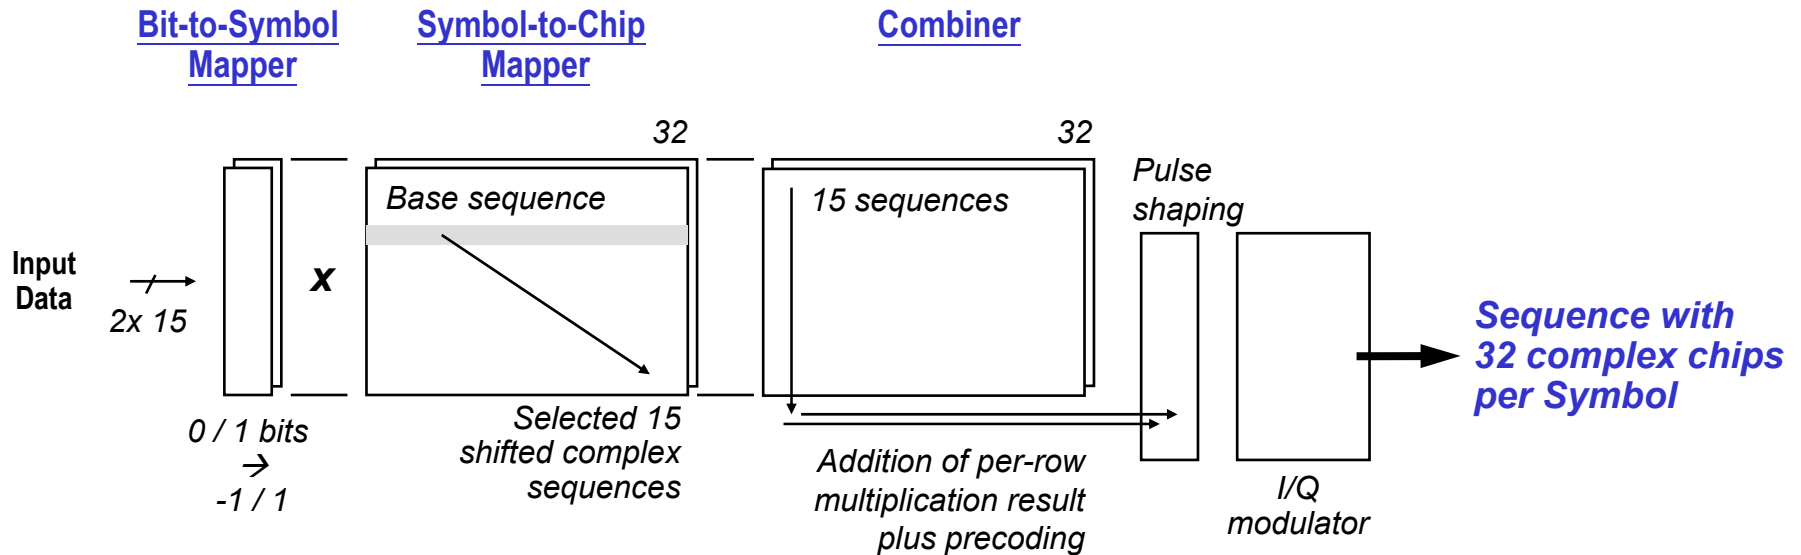 Bit-to-Symbol
Mapper
Symbol-to-Chip
Mapper
Combiner
32
32
Base sequence
15 sequences
Pulse
shaping
Input
Data
2x 15
x
0 / 1 bits
→
-1 / 1
Selected 15
shifted complex
sequences
Addition of per-row
multiplication result
plus precoding
I/Q
modulator
Sequence with
32 complex chips
per Symbol